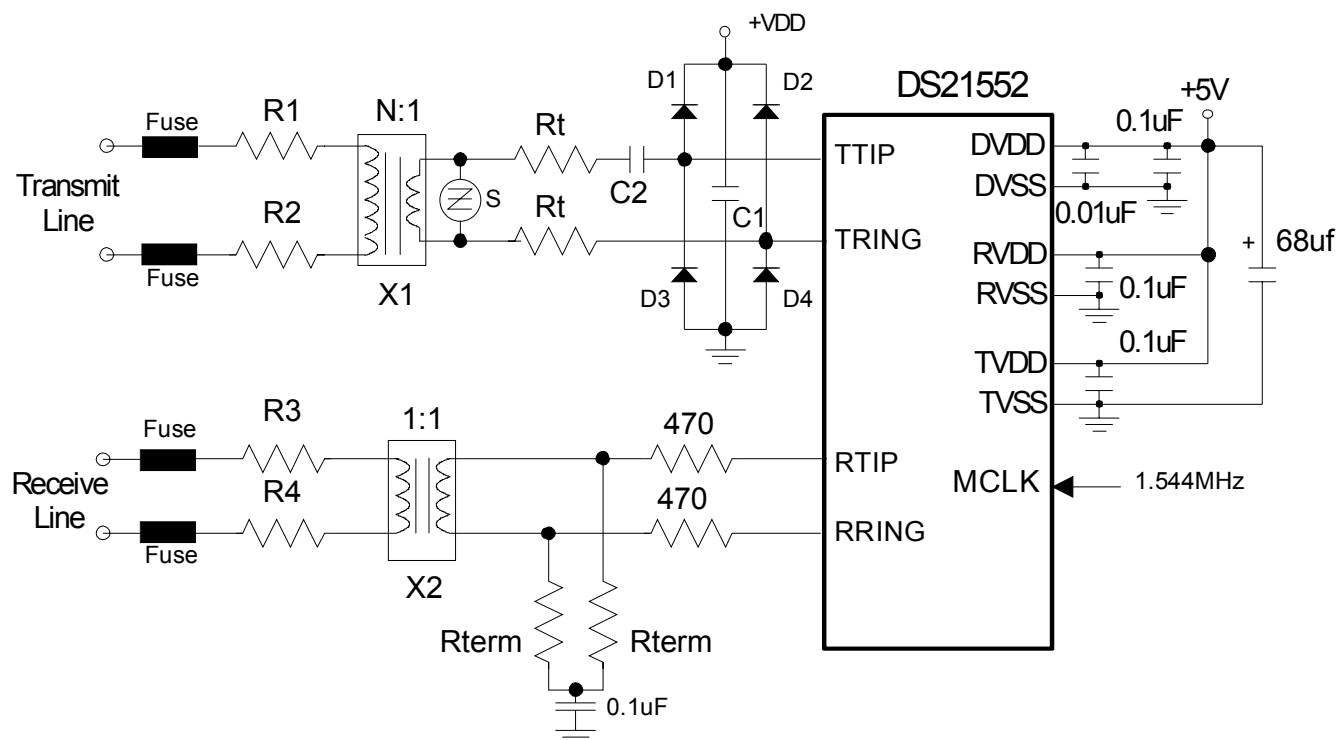 +VDD
DS21552
D1
D2
+5V
R1
N:1
Fuse
Rt
0.1uF
DVDD
TTIP
Transmit
Line
C2
DVSS
S
0.01uF
R2
Rt
C1
TRING
68uf
+
RVDD
Fuse
X1
D3
D4
RVSS
0.1uF
0.1uF
TVDD
TVSS
R3
1:1
470
Fuse
RTIP
Receive
Line
R4
470
MCLK
1.544MHz
RRING
Fuse
X2
Rterm
Rterm
0.1uF